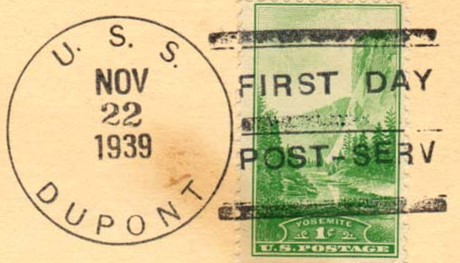 U. S. S.
NOV
22
1939
DUPONT
FIRST DAY
POST-SERV
YOSEMITE
1¢
U.S. POSTAGE